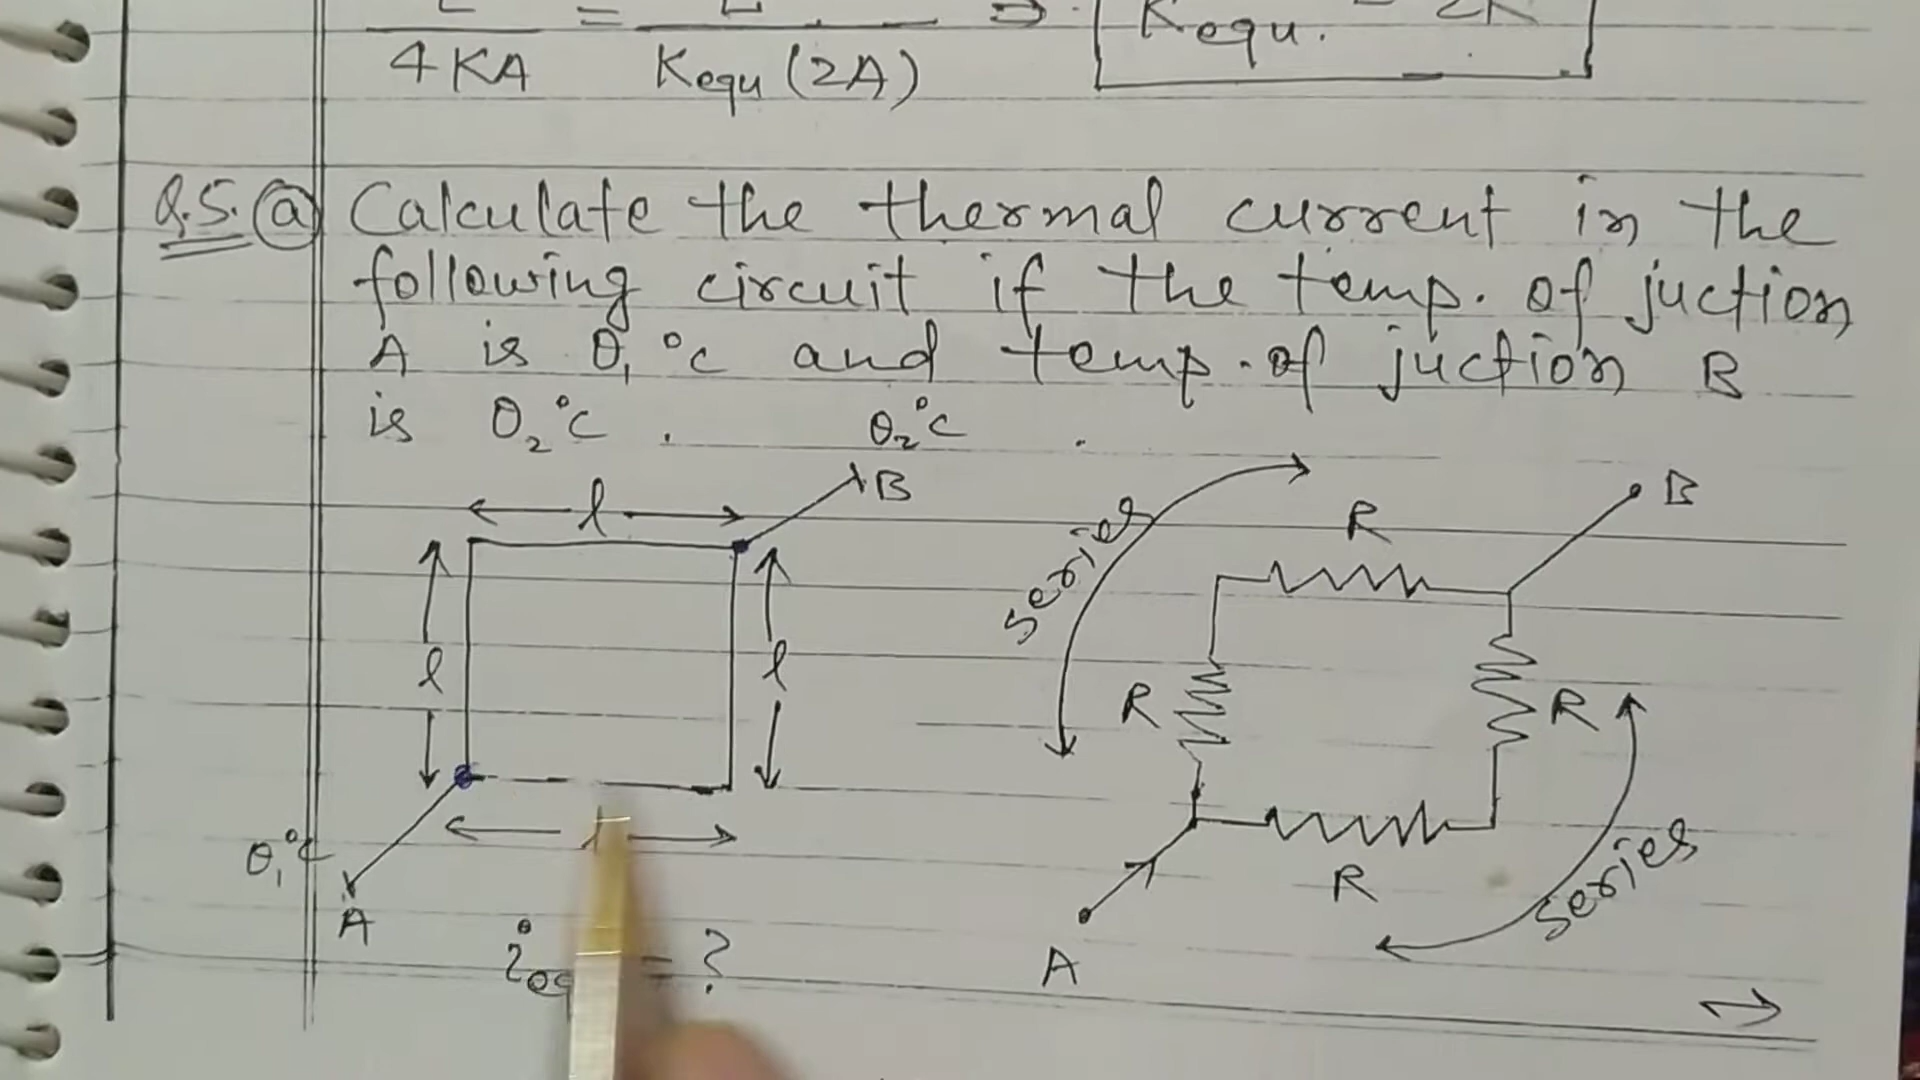 4KA = Kequ (2A) ⇒ Kequ. = 2K
Q.5. (a) Calculate the thermal current in the
following circuit if the temp. of juction
A is θ₁ °c and temp. of juction B
is θ₂ °c .
θ₂ °c
B
l
l
l
θ₁ °c
A
= ?
series
R
B
R
R
R
series
A
→